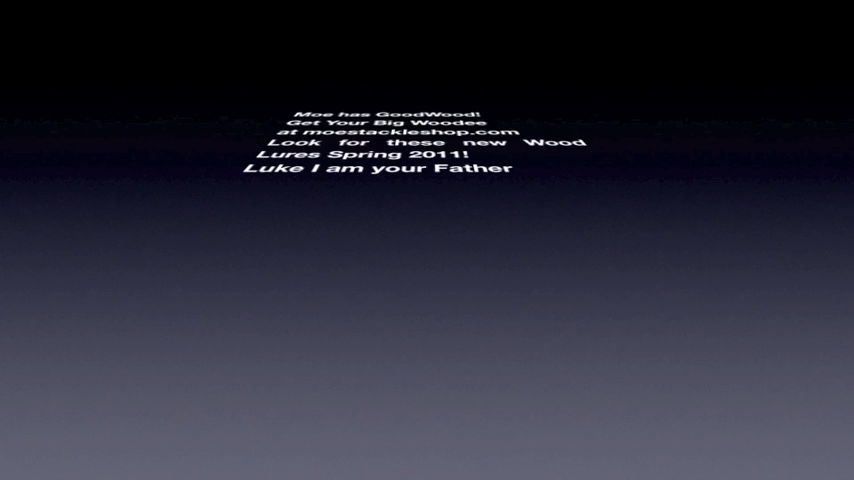 Moe has GoodWood!
Get Your Big Woodee
at moestackleshop.com
Look for these new Wood
Lures Spring 2011!
Luke I am your Father